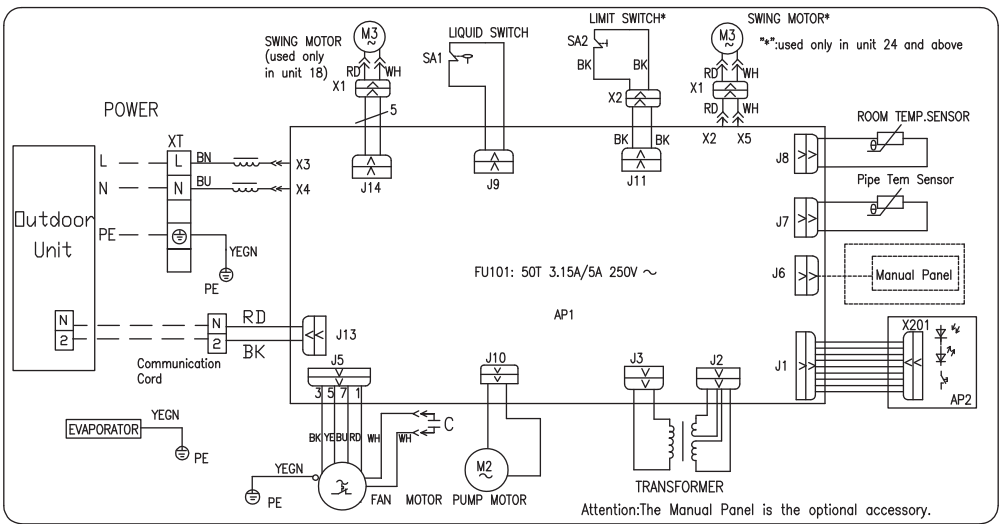 LIMIT SWITCH*
SWING MOTOR*
"*":used only in unit 24 and above
SWING MOTOR
(used only
in unit 18)
M3
~
LIQUID SWITCH
SA1
SA2
M3
~
RD
WH
X1
5
BK
BK
X2
BK
BK
RD
WH
X1
RD
WH
X2
X5
POWER
XT
L
L
BN
X3
N
N
BU
X4
PE
YEGN
PE
Outdoor
Unit
J14
J9
J11
ROOM TEMP.SENSOR
J8
θ
Pipe Tem Sensor
J7
θ
J6
Manual Panel
FU101: 50T 3.15A/5A 250V ~
AP1
N
2
N
2
RD
BK
J13
Communication
Cord
J5
3 5 7 1
J10
J3
J2
J1
X201
AP2
BK
YE
BU
RD
WH
WH
C
EVAPORATOR
YEGN
PE
YEGN
PE
FAN MOTOR
M2
~
PUMP MOTOR
TRANSFORMER
Attention:The Manual Panel is the optional accessory.